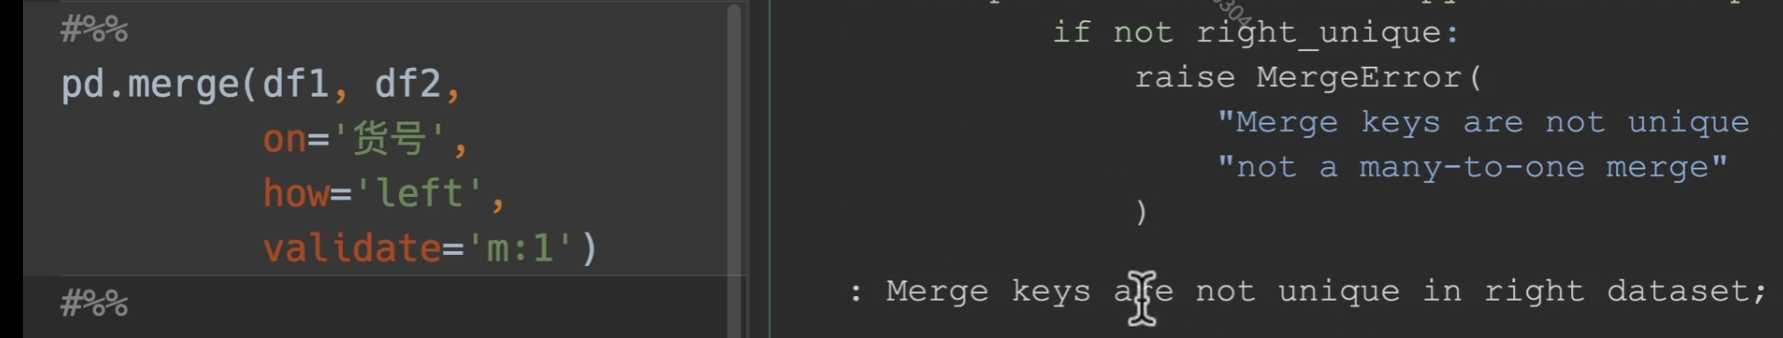 #%%
pd.merge(df1, df2,
on='货号',
how='left',
validate='m:1')
#%%
if not right_unique:
raise MergeError(
"Merge keys are not unique
"not a many-to-one merge"
)
: Merge keys are not unique in right dataset;